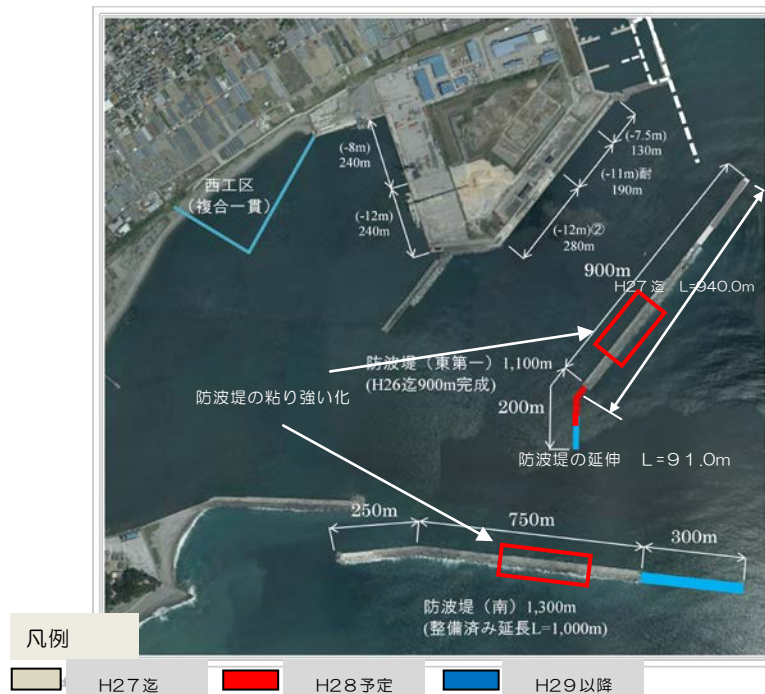 (-7.5m)
130m
(-8m)
240m
(-11m)耐
190m
西工区
(複合一貫)
(-12m)
240m
(-12m)②
280m
900m
H27迄 L=940.0m
防波堤（東第一）1,100m
(H26迄900m完成)
防波堤の粘り強い化
200m
防波堤の延伸 L=９１.０m
250m
750m
300m
防波堤（南）1,300m
(整備済み延長L=1,000m)
凡例
H27迄
H28予定
H29以降